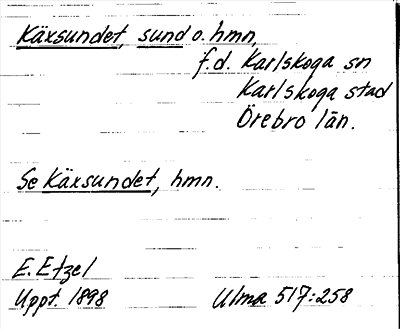 Käxsundet, sund o. hmn,
f.d. Karlskoga sn
Karlskoga stad
Örebro län.
Se Käxsundet, hmn.
E. Etzel
Uppt. 1898 Ulma 517:258